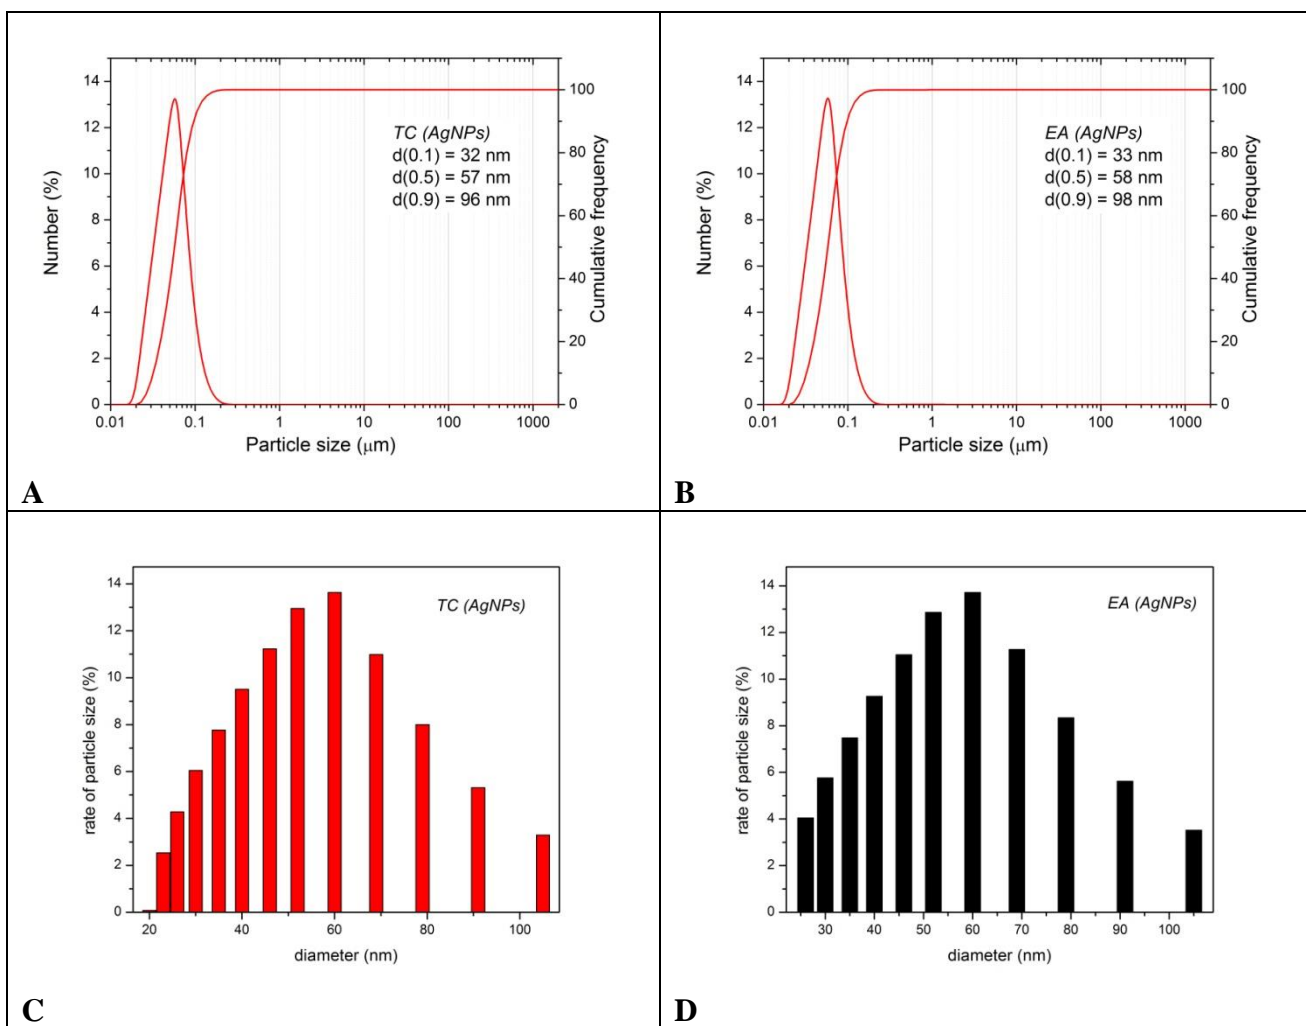 14
12
10
8
6
4
2
0
Number (%)
TC (AgNPs)
d(0.1) = 32 nm
d(0.5) = 57 nm
d(0.9) = 96 nm
100
80
60
40
20
0
Cumulative frequency
0.01 0.1 1 10 100 1000
Particle size (μm)
A
14
12
10
8
6
4
2
0
Number (%)
EA (AgNPs)
d(0.1) = 33 nm
d(0.5) = 58 nm
d(0.9) = 98 nm
100
80
60
40
20
0
Cumulative frequency
0.01 0.1 1 10 100 1000
Particle size (μm)
B
14
12
10
8
6
4
2
0
rate of particle size (%)
TC (AgNPs)
20 40 60 80 100
diameter (nm)
C
14
12
10
8
6
4
2
0
rate of particle size (%)
EA (AgNPs)
30 40 50 60 70 80 90 100
diameter (nm)
D